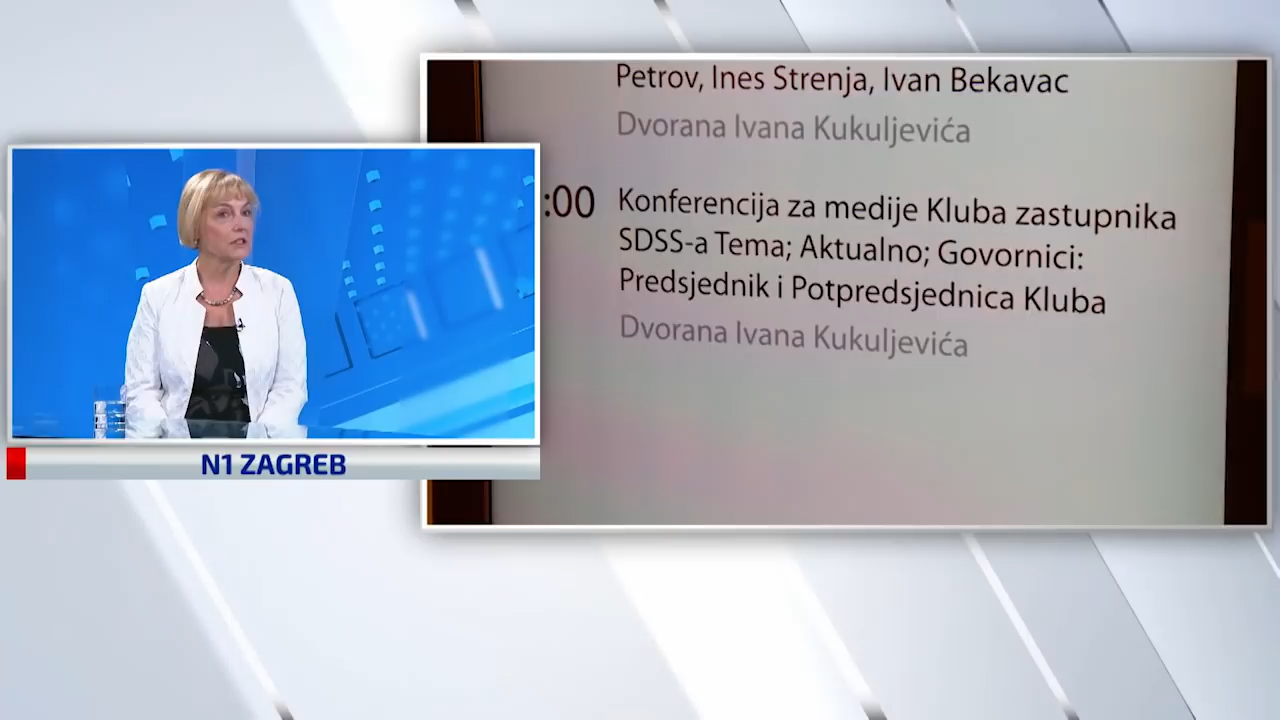 Petrov, Ines Strenja, Ivan Bekavac
Dvorana Ivana Kukuljevića
:00
Konferencija za medije Kluba zastupnika
SDSS-a Tema; Aktualno; Govornici:
Predsjednik i Potpredsjednica Kluba
Dvorana Ivana Kukuljevića
N1 ZAGREB